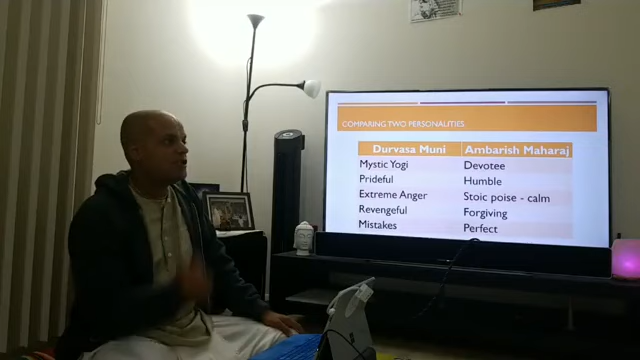 COMPARING TWO PERSONALITIES
Durvasa Muni Ambarish Maharaj
Mystic Yogi Devotee
Prideful Humble
Extreme Anger Stoic poise - calm
Revengeful Forgiving
Mistakes Perfect